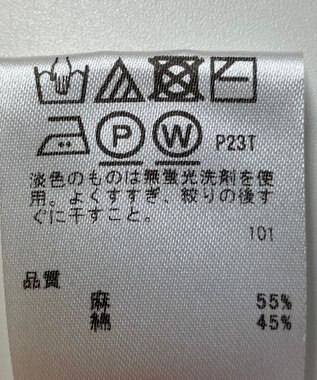 P W P23T
淡色のものは無蛍光洗剤を使
用。よくすすぎ、絞りの後す
ぐに干すこと。
101
品質
麻 55%
綿 45%